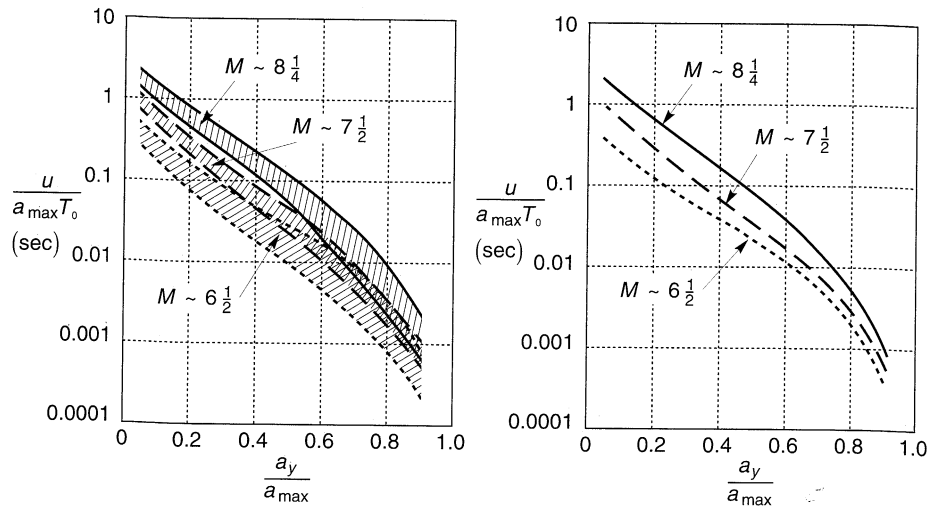 10
1
0.1
0.01
0.001
0.0001
u
a max T₀
(sec)
M ~ 8 1/4
M ~ 7 1/2
M ~ 6 1/2
0 0.2 0.4 0.6 0.8 1.0
a y
a max
10
1
0.1
0.01
0.001
0.0001
u
a max T₀
(sec)
M ~ 8 1/4
M ~ 7 1/2
M ~ 6 1/2
0 0.2 0.4 0.6 0.8 1.0
a y
a max